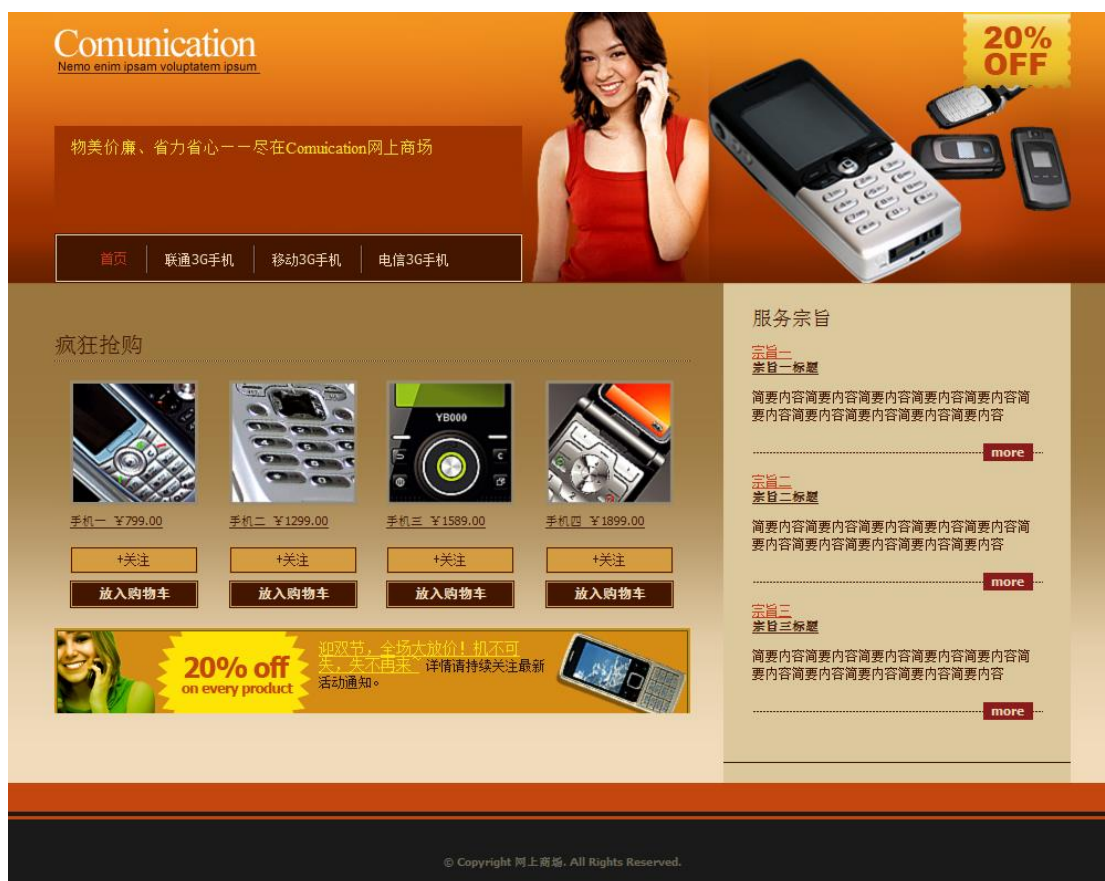 Comunication
Nemo enim ipsam voluptatem ipsum
20%
OFF
物美价廉、省力省心——尽在Comuication网上商场
首页 联通3G手机 移动3G手机 电信3G手机
疯狂抢购
YB000
手机一 ￥799.00 手机二 ￥1299.00 手机三 ￥1589.00 手机四 ￥1899.00
+关注 +关注 +关注 +关注
放入购物车 放入购物车 放入购物车 放入购物车
20% off
on every product
迎双节，全场大放价！机不可
失，失不再来~ 详情请持续关注最新
活动通知。
服务宗旨
宗旨一
宗旨一标题
简要内容简要内容简要内容简要内容简要内容简
要内容简要内容简要内容简要内容简要内容
more
宗旨二
宗旨二标题
简要内容简要内容简要内容简要内容简要内容简
要内容简要内容简要内容简要内容简要内容
more
宗旨三
宗旨三标题
简要内容简要内容简要内容简要内容简要内容简
要内容简要内容简要内容简要内容简要内容
more
© Copyright 网上商场. All Rights Reserved.